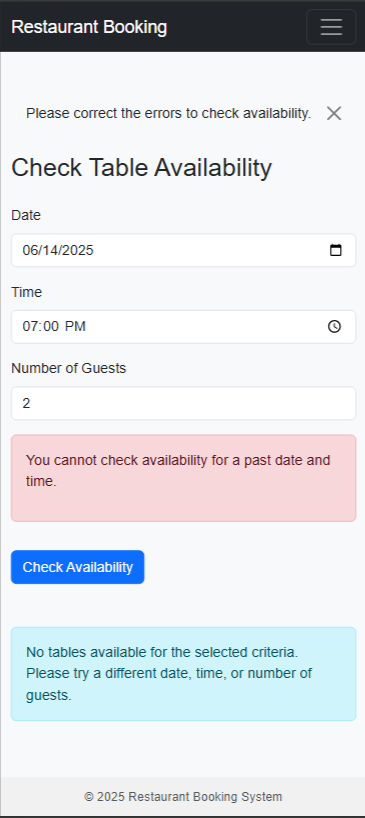 Restaurant Booking
Please correct the errors to check availability.
Check Table Availability
Date
06/14/2025
Time
07:00 PM
Number of Guests
2
You cannot check availability for a past date and
time.
Check Availability
No tables available for the selected criteria.
Please try a different date, time, or number of
guests.
© 2025 Restaurant Booking System